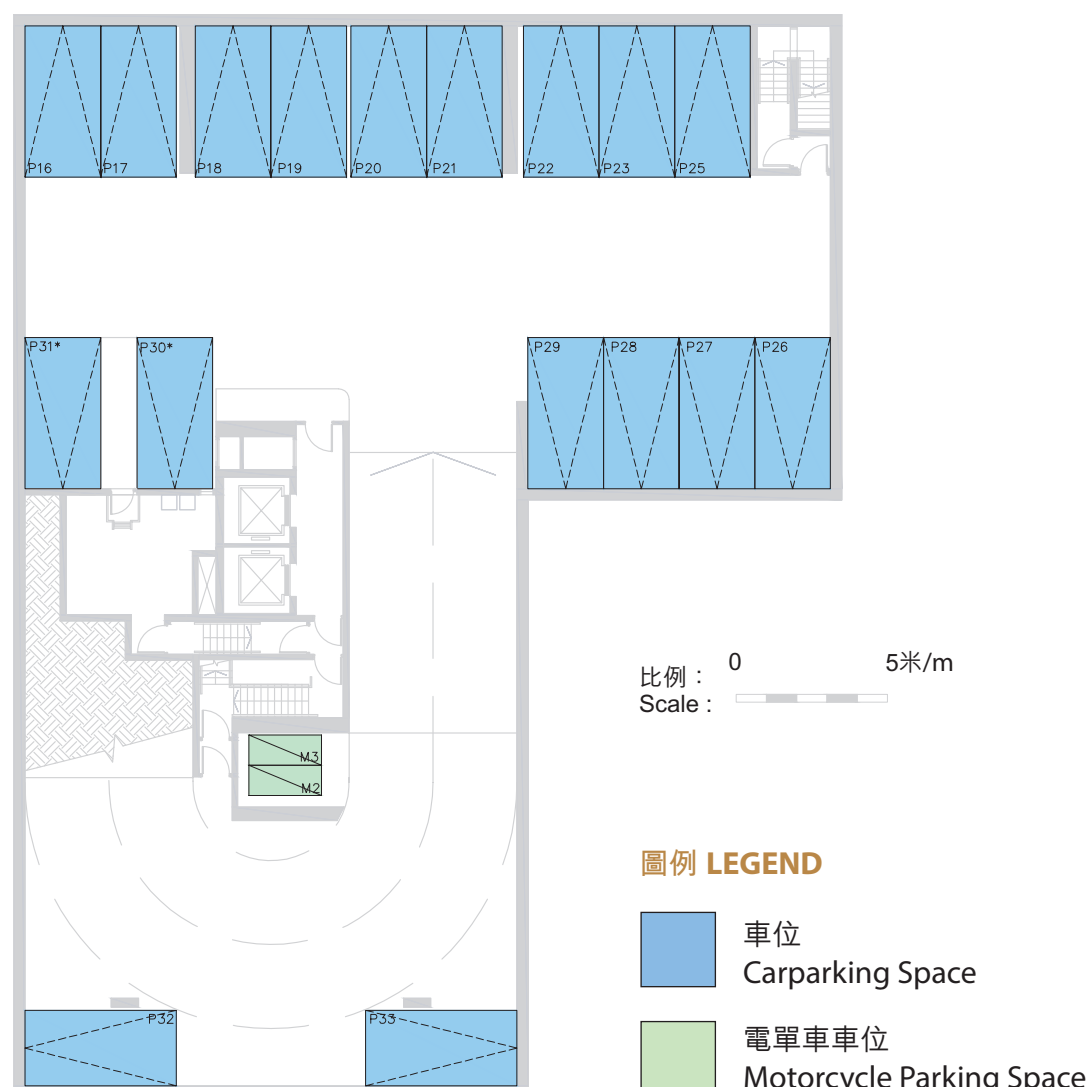 P16 P17 P18 P19 P20 P21 P22 P23 P25
P31* P30* P29 P28 P27 P26
比例： 0 5米/m
Scale :
M3
M2
圖例 LEGEND
車位
Carparking Space
P32 P33
電單車車位
Motorcycle Parking Space